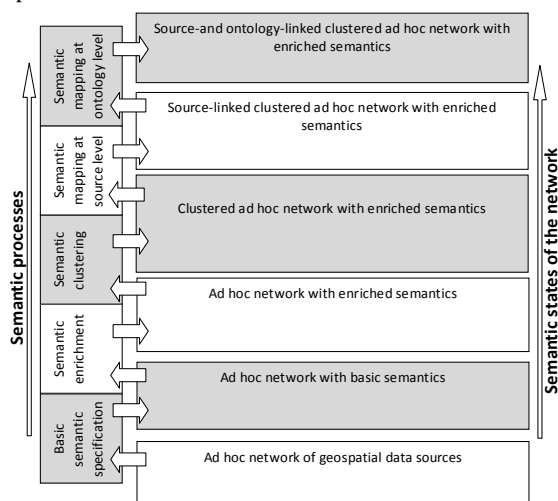 Source-and ontology-linked clustered ad hoc network with
enriched semantics
Source-linked clustered ad hoc network with enriched
semantics
Clustered ad hoc network with enriched semantics
Ad hoc network with enriched semantics
Ad hoc network with basic semantics
Ad hoc network of geospatial data sources
Semantic processes
Semantic
mapping at
ontology level
Semantic
mapping at
source level
Semantic
clustering
Semantic
enrichment
Basic
semantic
specification
Semantic states of the network